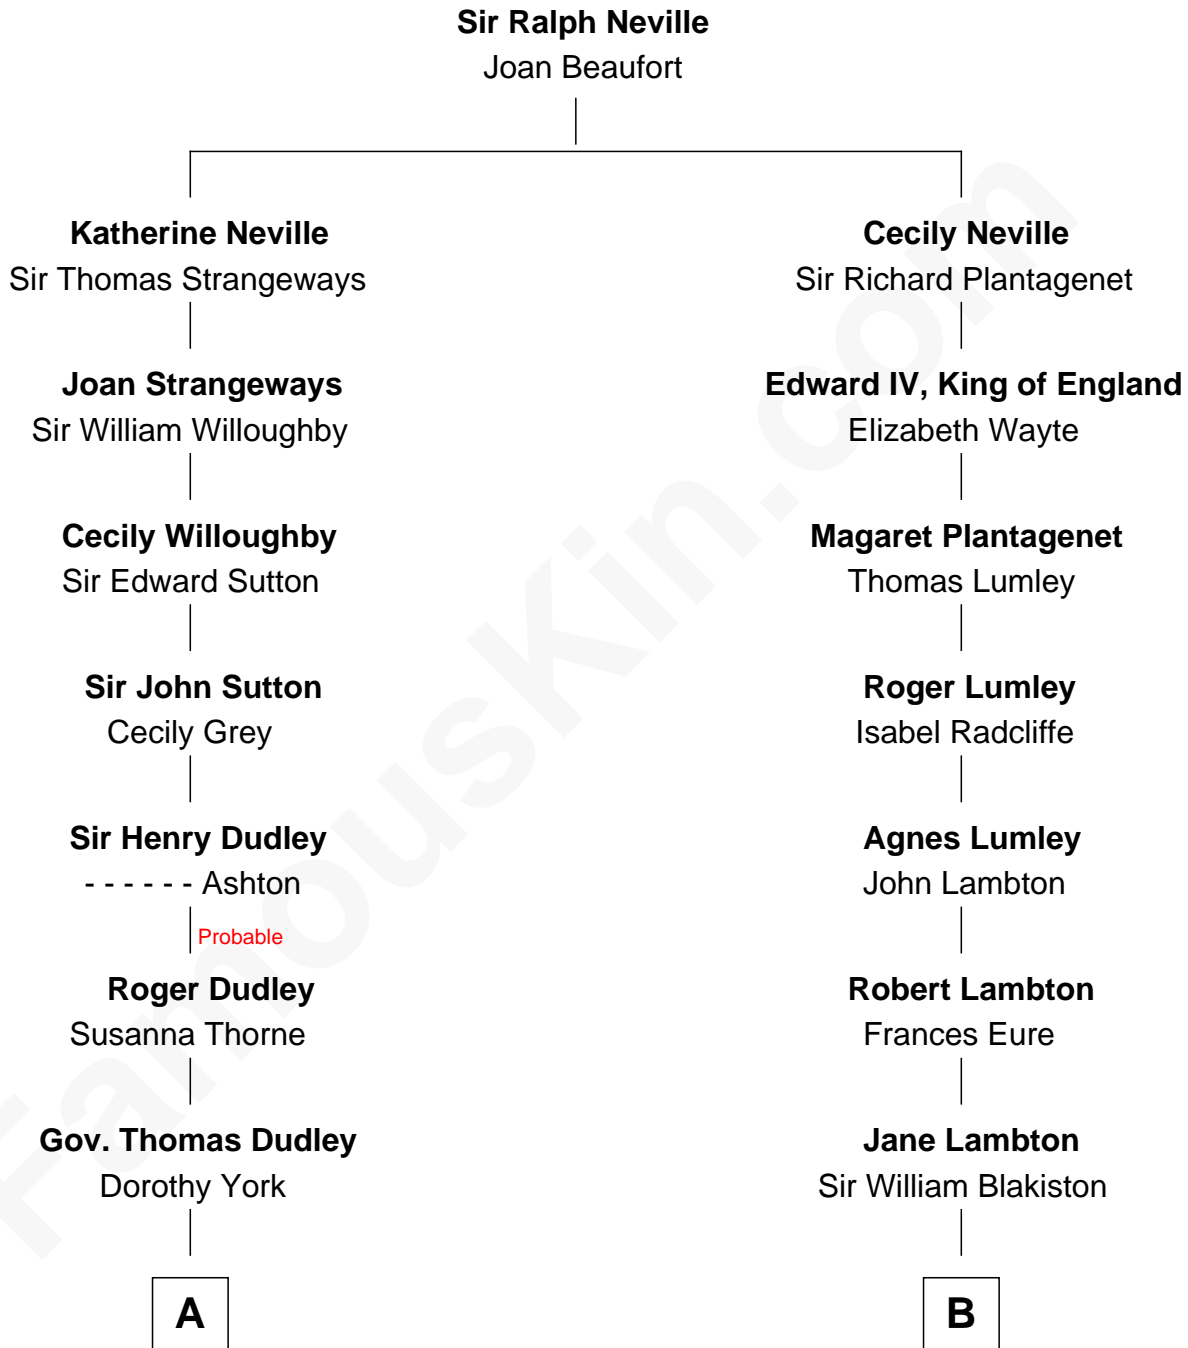 Sir Ralph Neville
Joan Beaufort
Katherine Neville
Sir Thomas Strangeways
Cecily Neville
Sir Richard Plantagenet
Joan Strangeways
Sir William Willoughby
Edward IV, King of England
Elizabeth Wayte
Cecily Willoughby
Sir Edward Sutton
Magaret Plantagenet
Thomas Lumley
Sir John Sutton
Cecily Grey
Roger Lumley
Isabel Radcliffe
Sir Henry Dudley
- - - - - - Ashton
Agnes Lumley
John Lambton
Probable
Roger Dudley
Susanna Thorne
Robert Lambton
Frances Eure
Gov. Thomas Dudley
Dorothy York
Jane Lambton
Sir William Blakiston
A
B
FamousKin.com